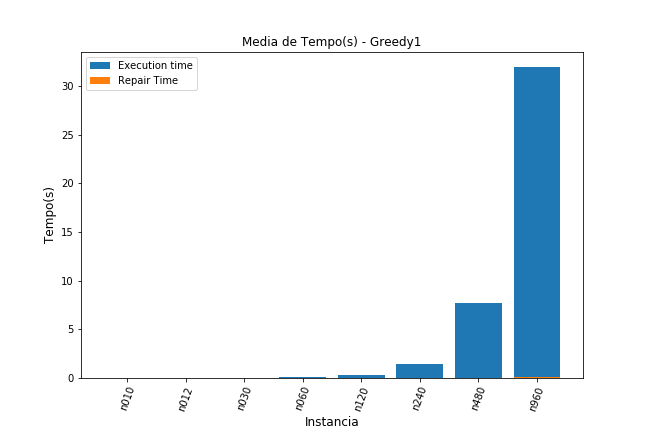 Media de Tempo(s) - Greedy1
Execution time
Repair Time
30
25
20
15
10
5
0
Tempo(s)
n010
n012
n030
n060
n120
n240
n480
n960
Instancia